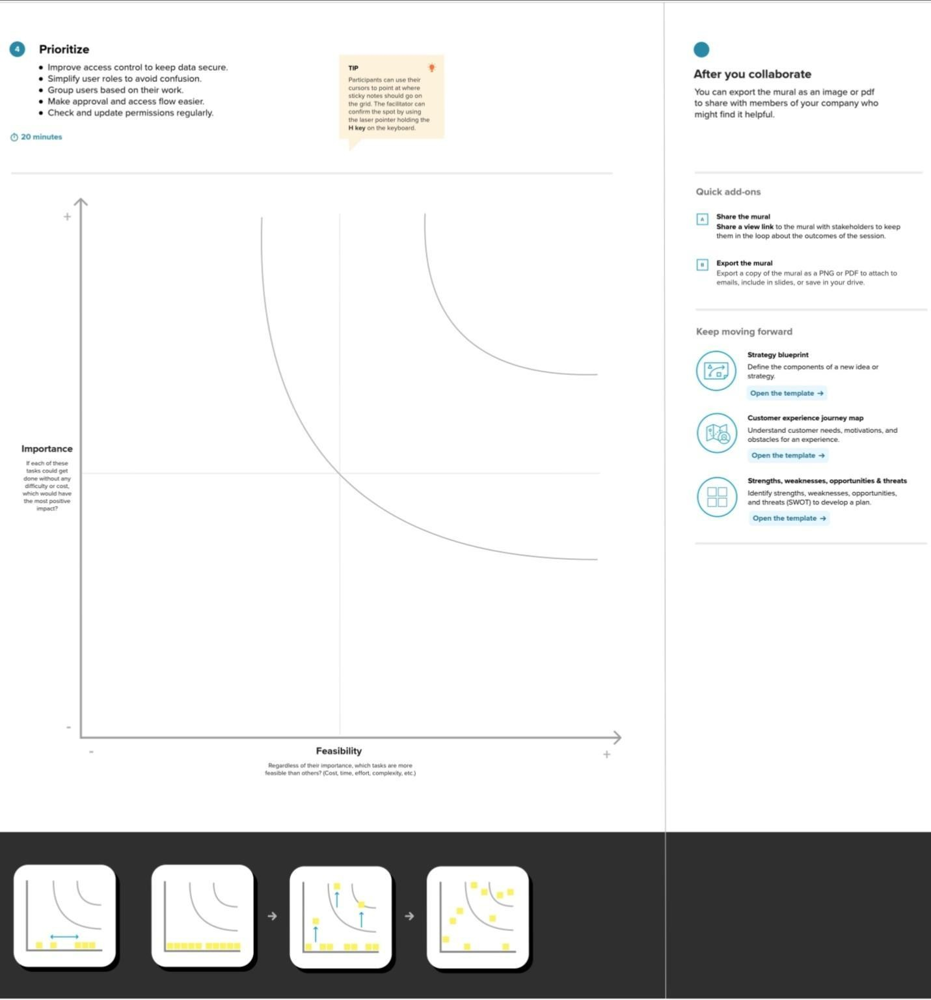 4
Prioritize
Improve access control to keep data secure.
Simplify user roles to avoid confusion.
Group users based on their work.
Make approval and access flow easier.
Check and update permissions regularly.
20 minutes
TIP
Participants can use their
cursors to point at where
sticky notes should go on
the grid. The facilitator can
confirm the spot by using
the laser pointer holding the
H key on the keyboard.
+
Importance
If each of these
tasks could get
done without any
difficulty or cost,
which would have
the most positive
impact?
-
-
Feasibility
+
Regardless of their importance, which tasks are more
feasible than others? (Cost, time, effort, complexity, etc.)
After you collaborate
You can export the mural as an image or pdf
to share with members of your company who
might find it helpful.
Quick add-ons
A
Share the mural
Share a view link to the mural with stakeholders to keep
them in the loop about the outcomes of the session.
B
Export the mural
Export a copy of the mural as a PNG or PDF to attach to
emails, include in slides, or save in your drive.
Keep moving forward
Strategy blueprint
Define the components of a new idea or
strategy.
Open the template →
Customer experience journey map
Understand customer needs, motivations, and
obstacles for an experience.
Open the template →
Strengths, weaknesses, opportunities & threats
Identify strengths, weaknesses, opportunities,
and threats (SWOT) to develop a plan.
Open the template →